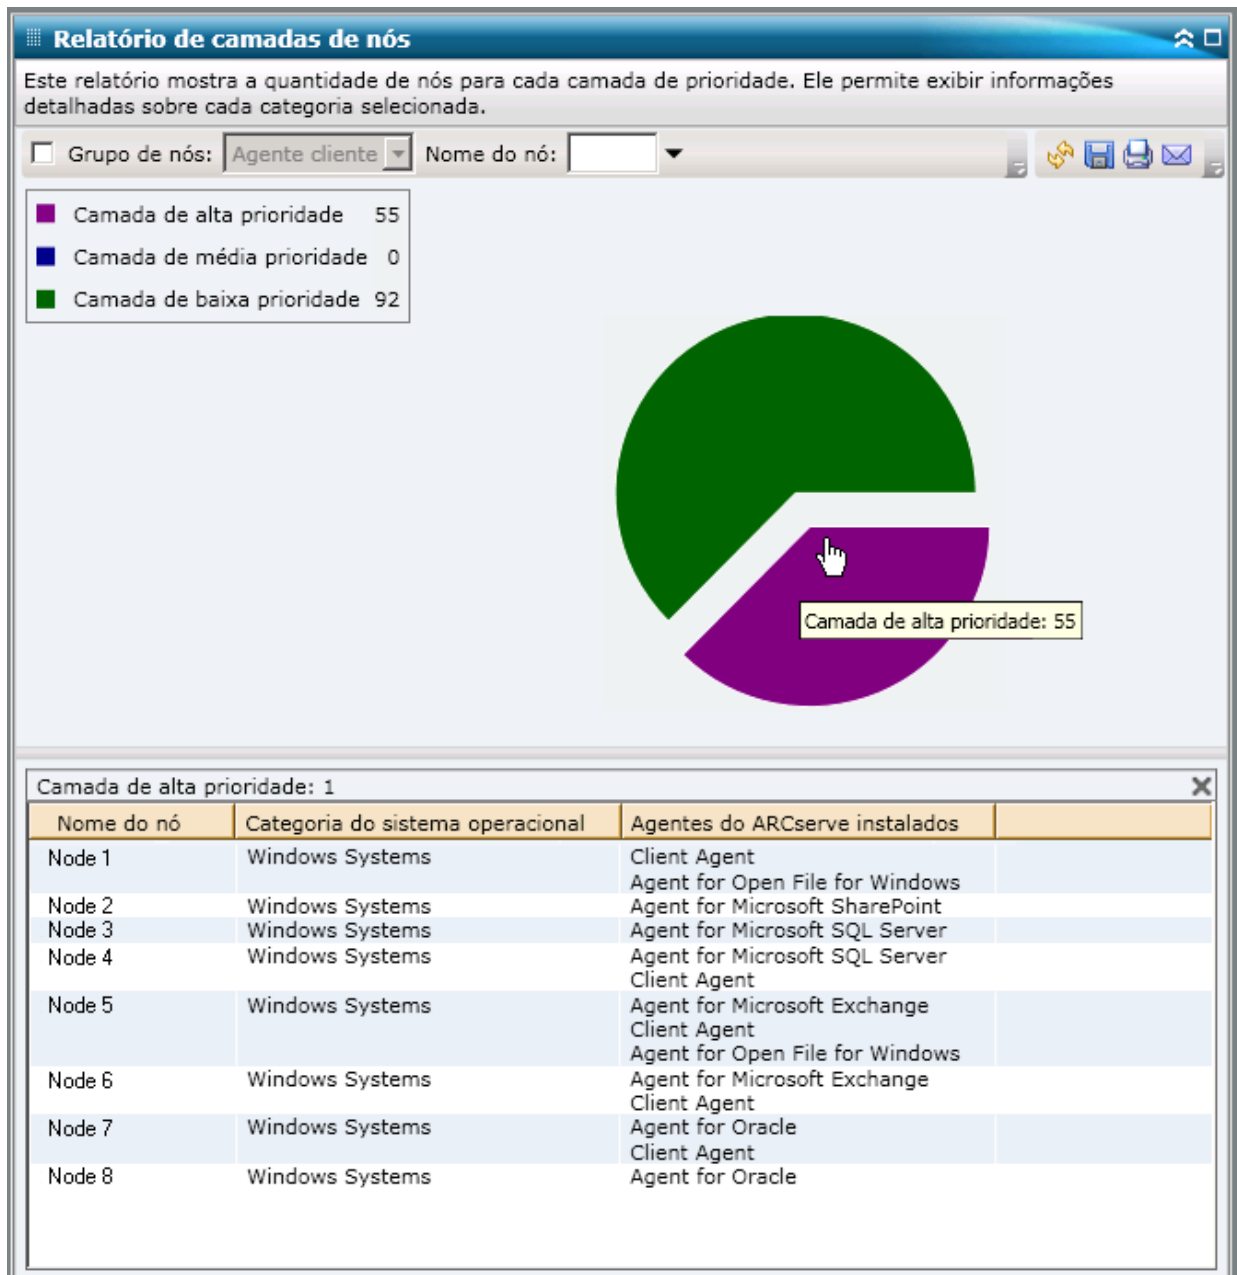 Relatório de camadas de nós
Este relatório mostra a quantidade de nós para cada camada de prioridade. Ele permite exibir informações
detalhadas sobre cada categoria selecionada.
Grupo de nós: Agente cliente Nome do nó:
Camada de alta prioridade 55
Camada de média prioridade 0
Camada de baixa prioridade 92
Camada de alta prioridade: 55
Camada de alta prioridade: 1
Nome do nó Categoria do sistema operacional Agentes do ARCserve instalados
Node 1 Windows Systems Client Agent
Agent for Open File for Windows
Node 2 Windows Systems Agent for Microsoft SharePoint
Node 3 Windows Systems Agent for Microsoft SQL Server
Node 4 Windows Systems Agent for Microsoft SQL Server
Client Agent
Node 5 Windows Systems Agent for Microsoft Exchange
Client Agent
Agent for Open File for Windows
Node 6 Windows Systems Agent for Microsoft Exchange
Client Agent
Node 7 Windows Systems Agent for Oracle
Client Agent
Node 8 Windows Systems Agent for Oracle